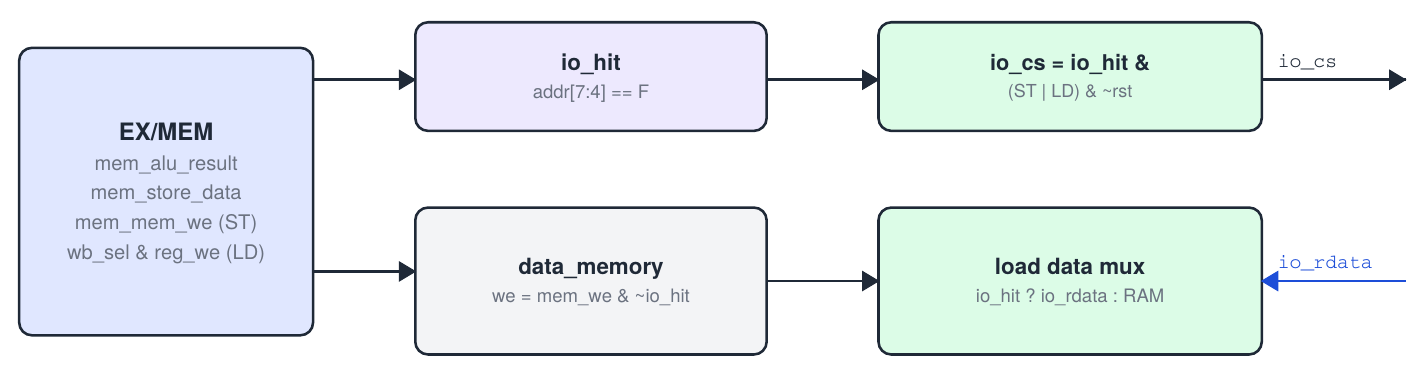 EX/MEM
mem_alu_result
mem_store_data
mem_mem_we (ST)
wb_sel & reg_we (LD)
io_hit
addr[7:4] == F
io_cs = io_hit &
(ST | LD) & ~rst
io_cs
data_memory
we = mem_we & ~io_hit
load data mux
io_hit ? io_rdata : RAM
io_rdata